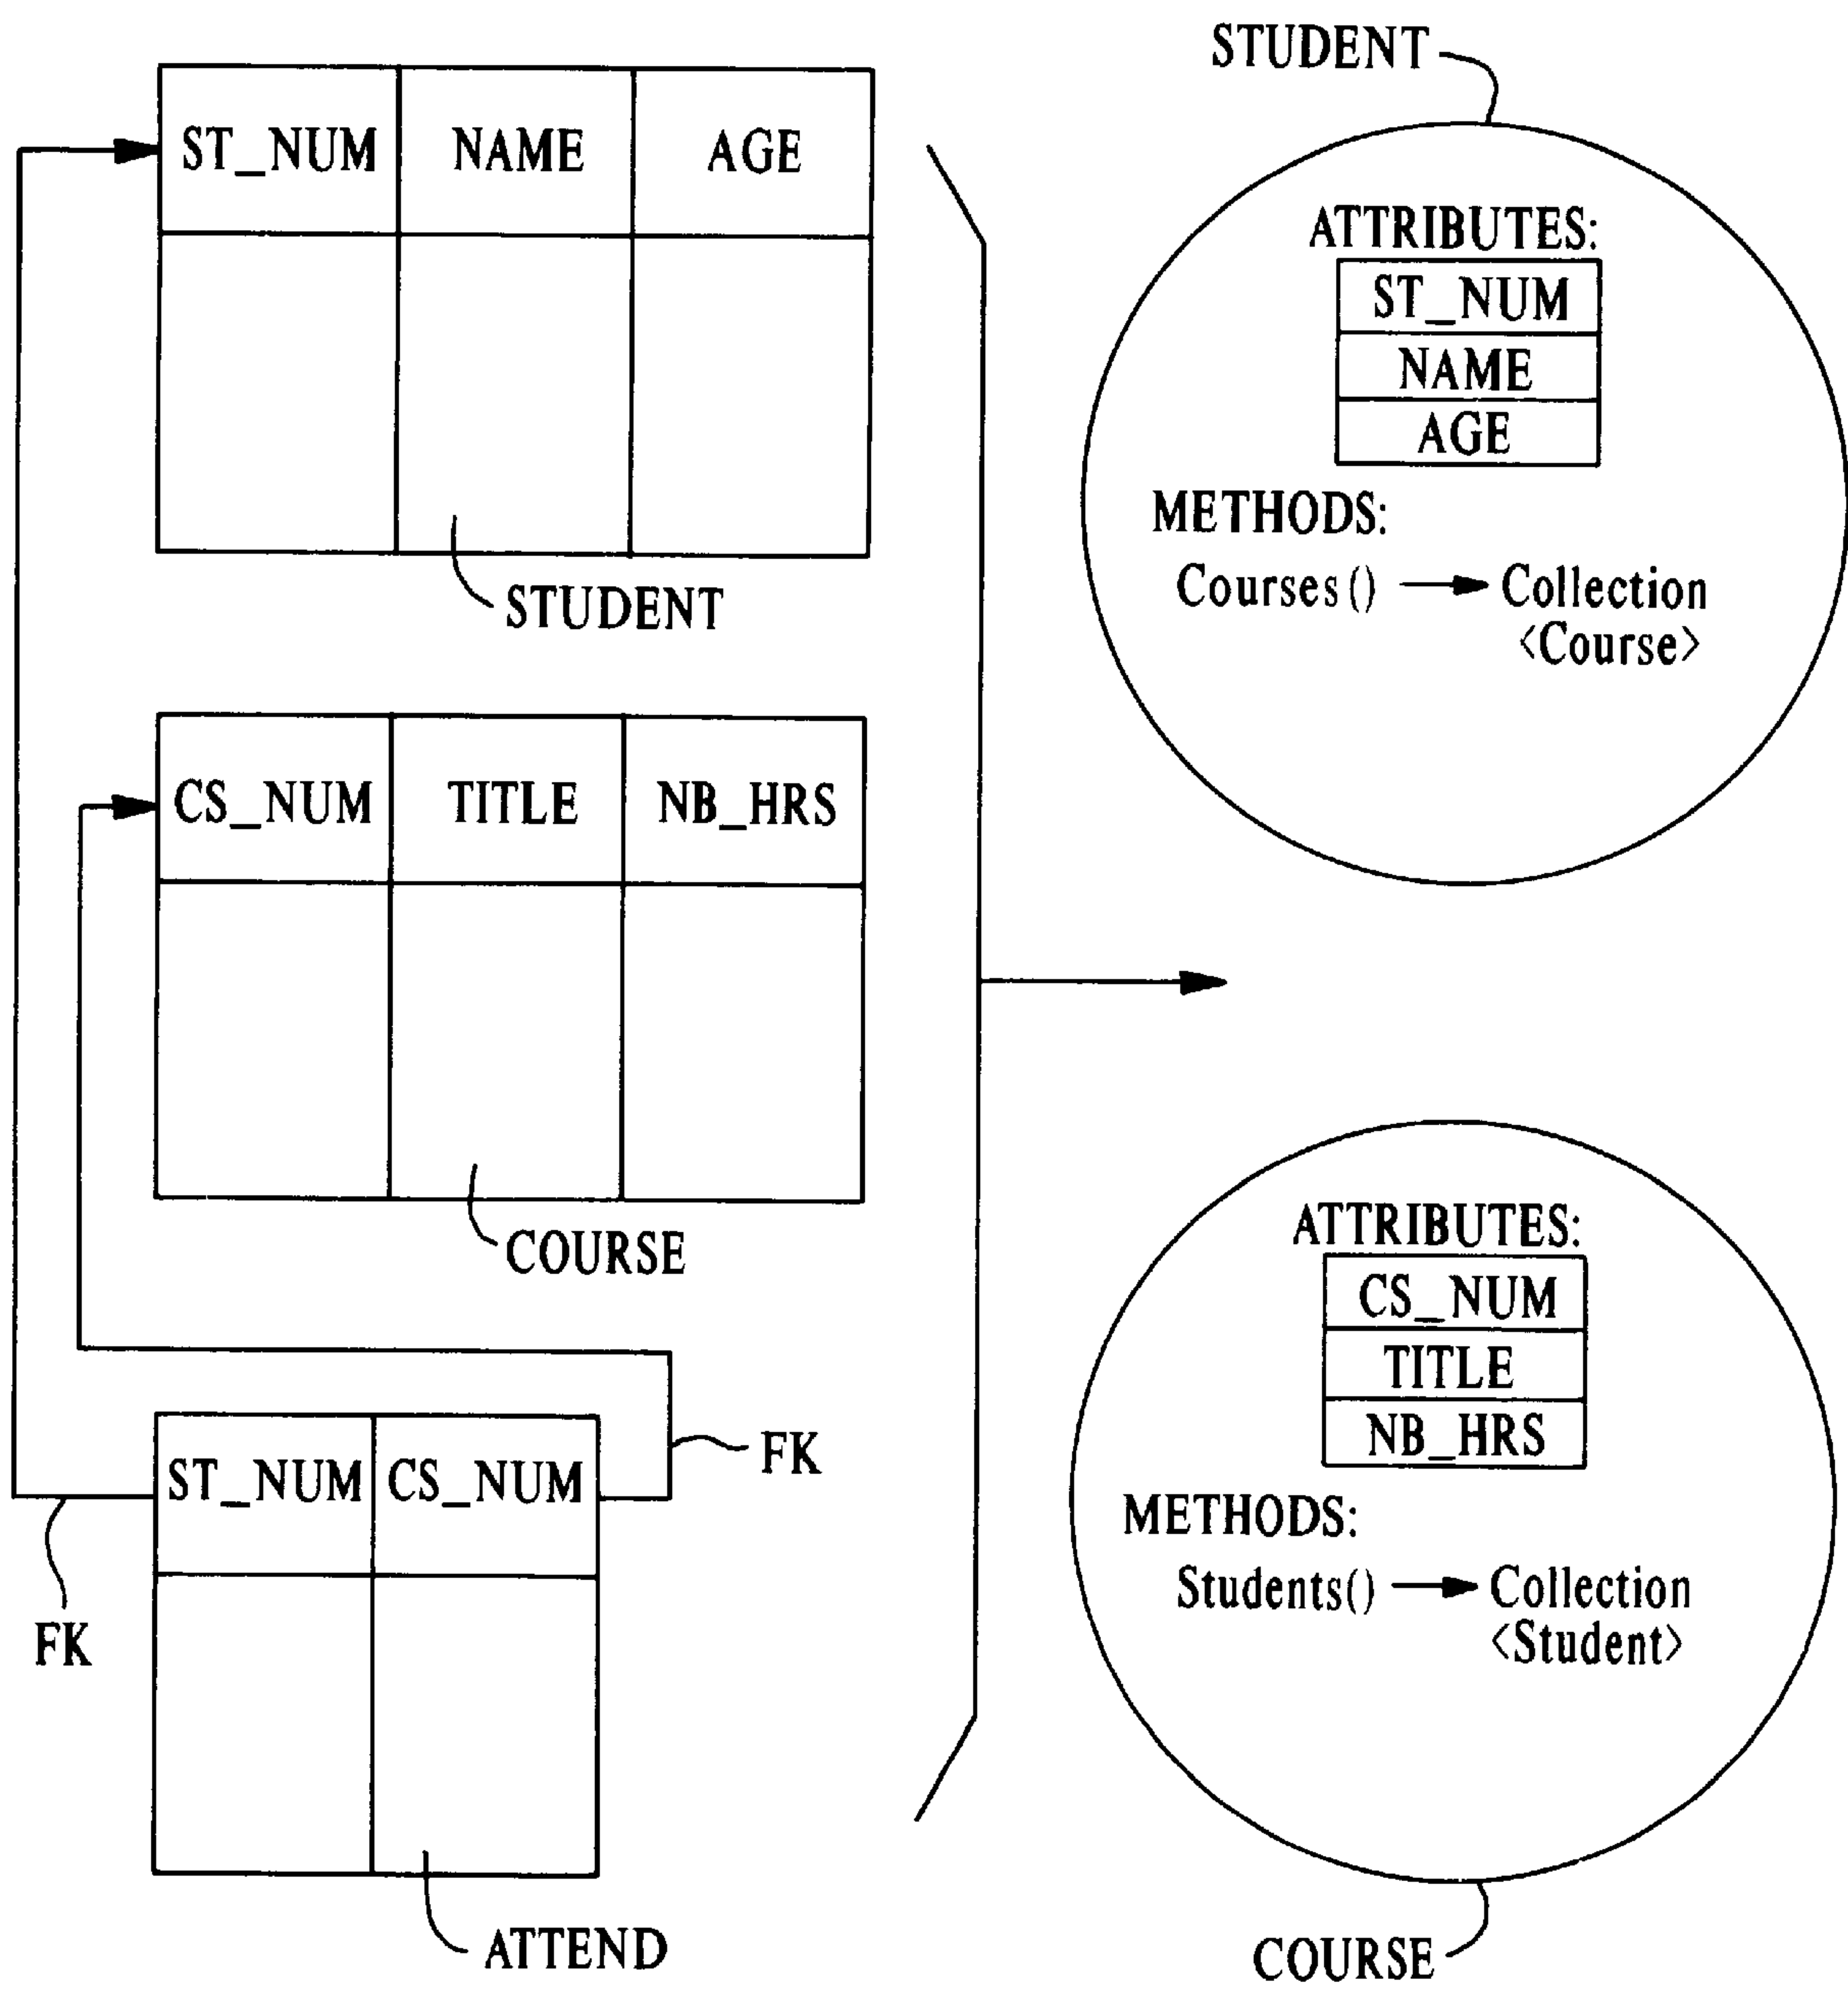 ST_NUM NAME AGE
STUDENT
CS_NUM TITLE NB_HRS
COURSE
FK
ST_NUM CS_NUM
FK
ATTEND
STUDENT
ATTRIBUTES:
ST_NUM
NAME
AGE
METHODS:
Courses() → Collection
<Course>
ATTRIBUTES:
CS_NUM
TITLE
NB_HRS
METHODS:
Students() → Collection
<Student>
COURSE